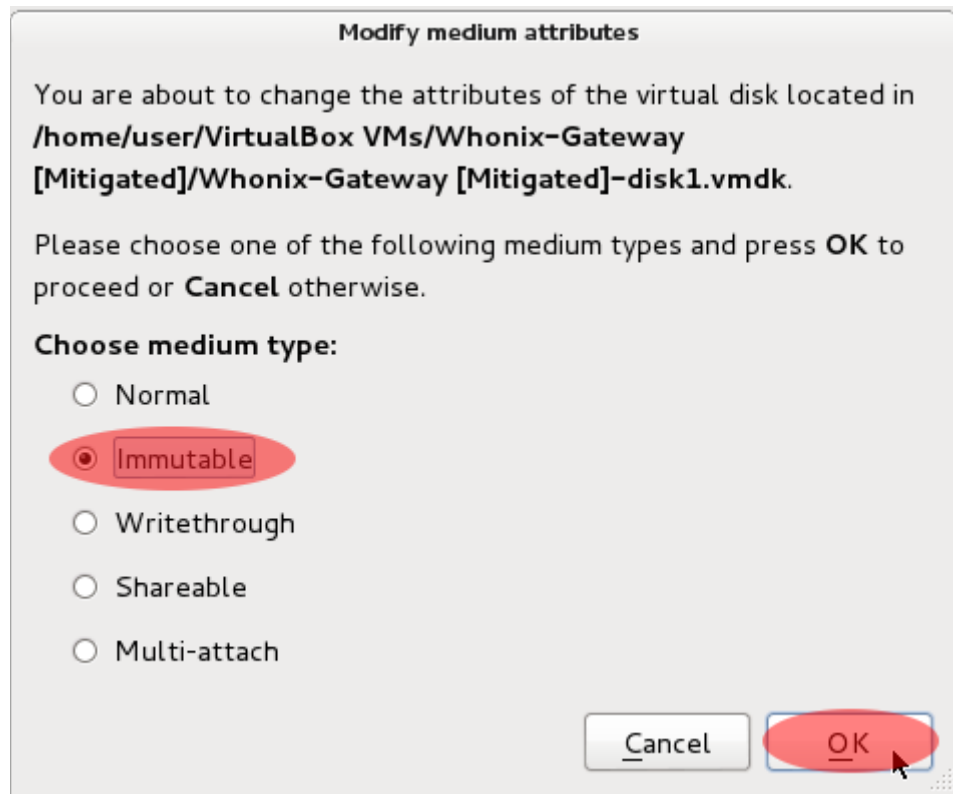 Modify medium attributes
You are about to change the attributes of the virtual disk located in
/home/user/VirtualBox VMs/Whonix-Gateway
[Mitigated]/Whonix-Gateway [Mitigated]-disk1.vmdk.
Please choose one of the following medium types and press OK to
proceed or Cancel otherwise.
Choose medium type:
Normal
Immutable
Writethrough
Shareable
Multi-attach
Cancel OK